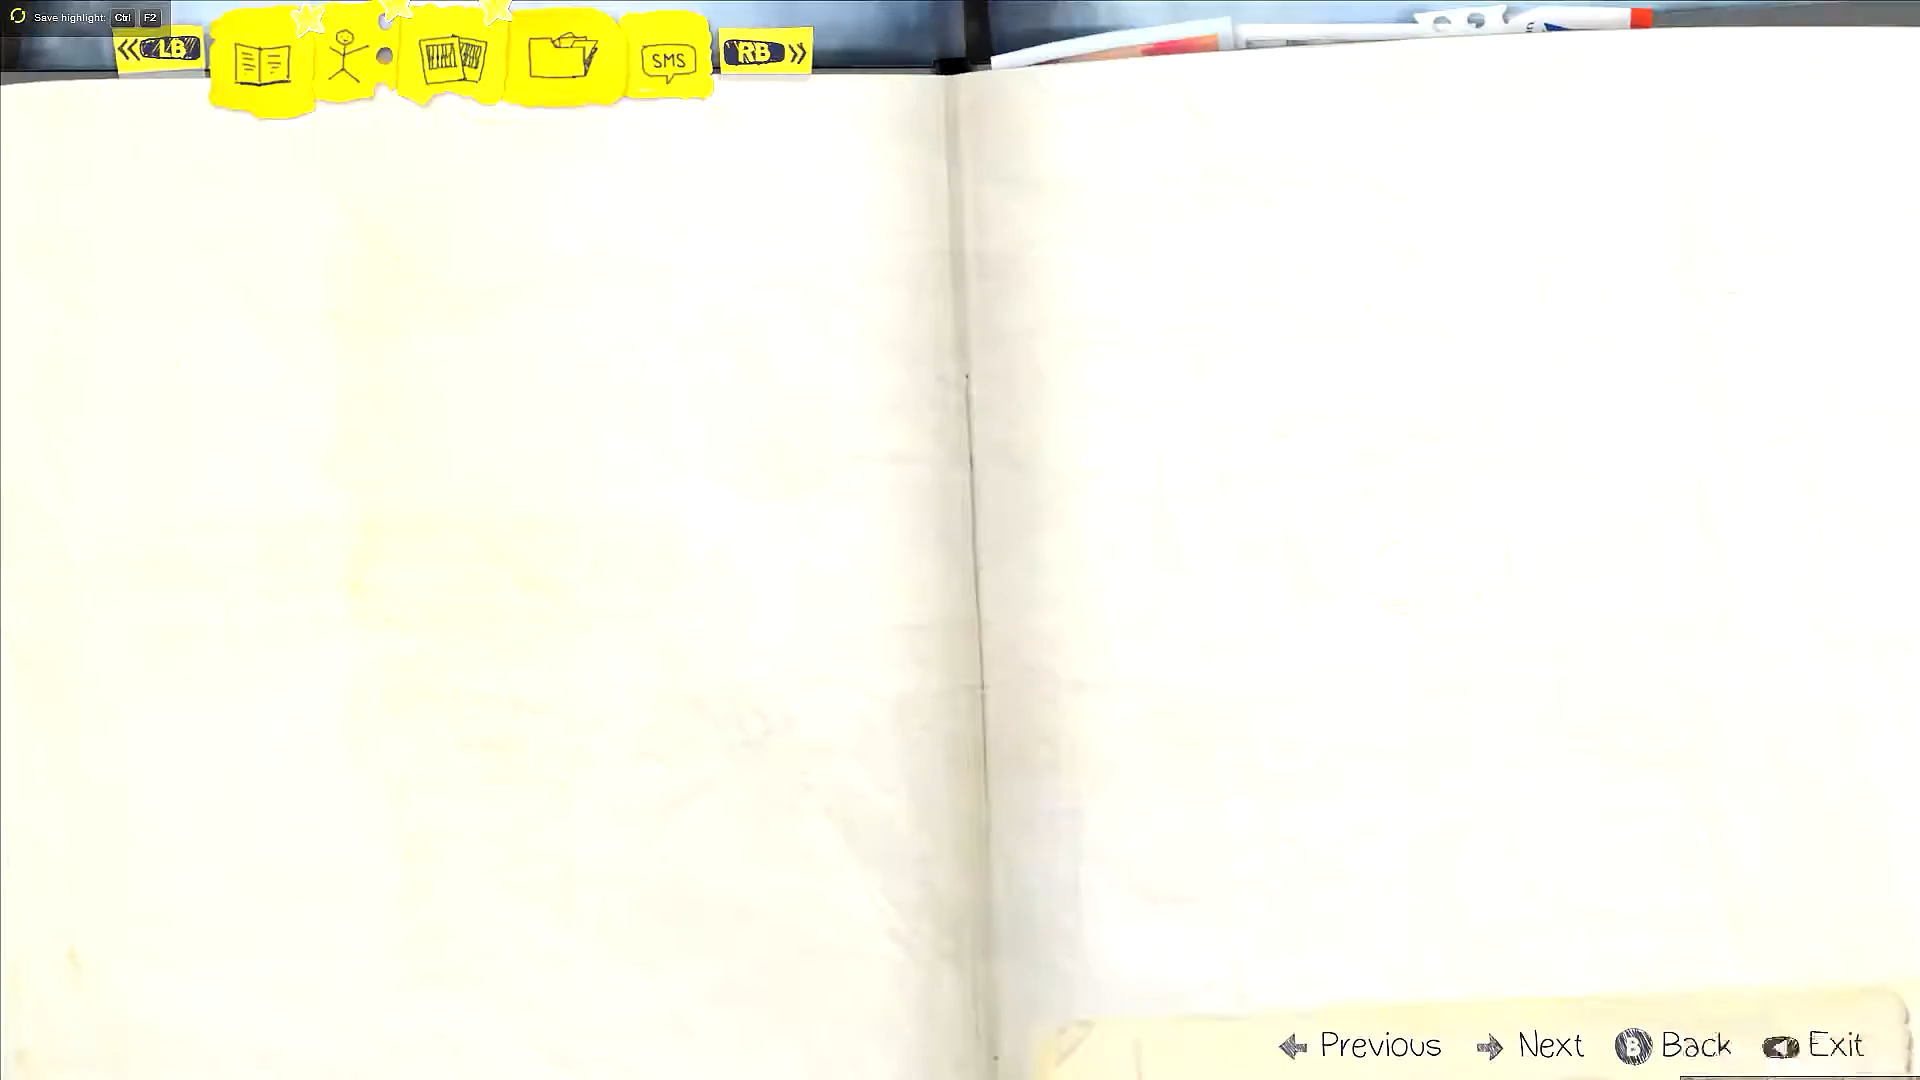 Save highlight: Ctrl F2
LB
SMS
RB
Previous
Next
B Back
Exit